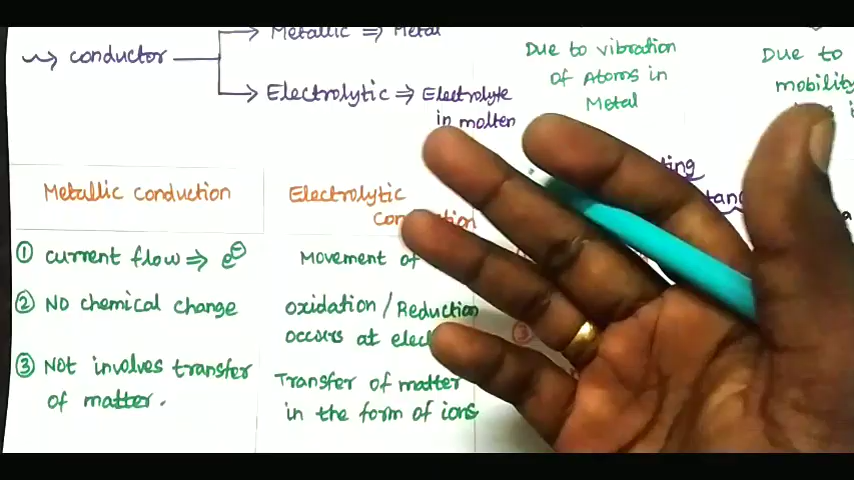 ~> conductor
Metallic ⇒ Metal
Electrolytic ⇒ Electrolyte
in molten
Due to vibration
of Atoms in
Metal
Due to
mobility
Metallic conduction
Electrolytic
① current flow ⇒ e⊖
Movement of
② No chemical change
oxidation/Reduction
occurs at
③ Not involves transfer
of matter.
Transfer of matter
in the form of ions